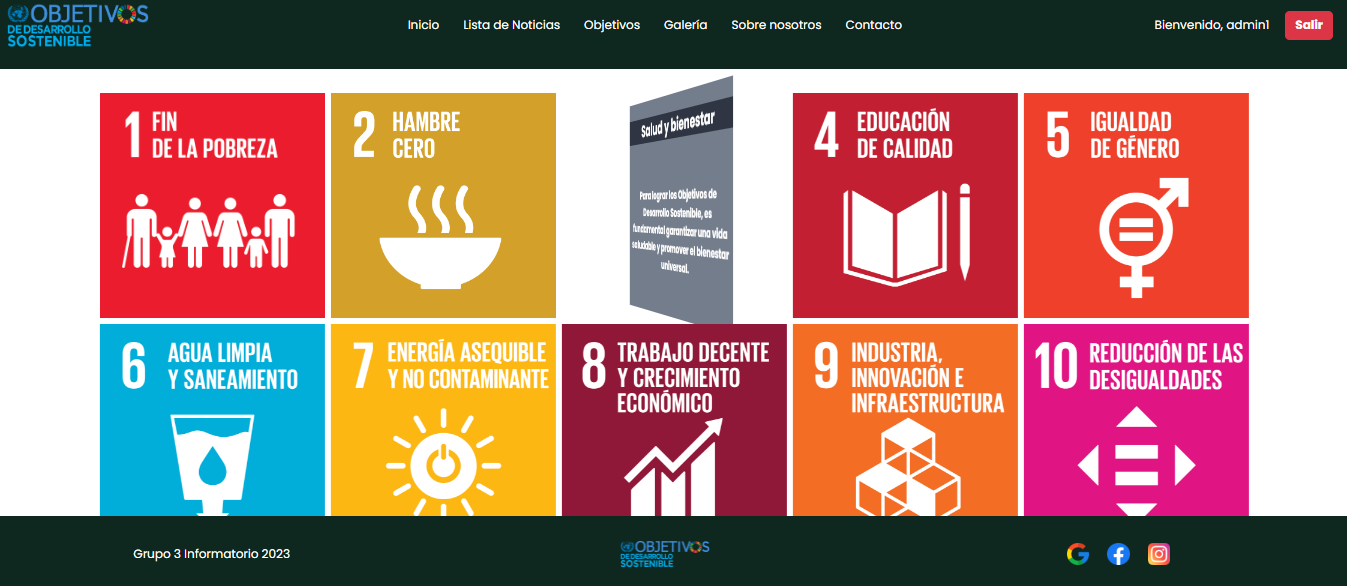 OBJETIVOS
DE DESARROLLO
SOSTENIBLE
Inicio
Lista de Noticias
Objetivos
Galería
Sobre nosotros
Contacto
Bienvenido, admin1
Salir
1 FIN
DE LA POBREZA
2 HAMBRE
CERO
Salud y bienestar
Para lograr los Objetivos de
Desarrollo Sostenible, es
fundamental garantizar una vida
saludable y promover el bienestar
universal.
4 EDUCACIÓN
DE CALIDAD
5 IGUALDAD
DE GÉNERO
6 AGUA LIMPIA
Y SANEAMIENTO
7 ENERGÍA ASEQUIBLE
Y NO CONTAMINANTE
8 TRABAJO DECENTE
Y CRECIMIENTO
ECONÓMICO
9 INDUSTRIA,
INNOVACIÓN E
INFRAESTRUCTURA
10 REDUCCIÓN DE LAS
DESIGUALDADES
Grupo 3 Informatorio 2023
OBJETIVOS
DE DESARROLLO
SOSTENIBLE